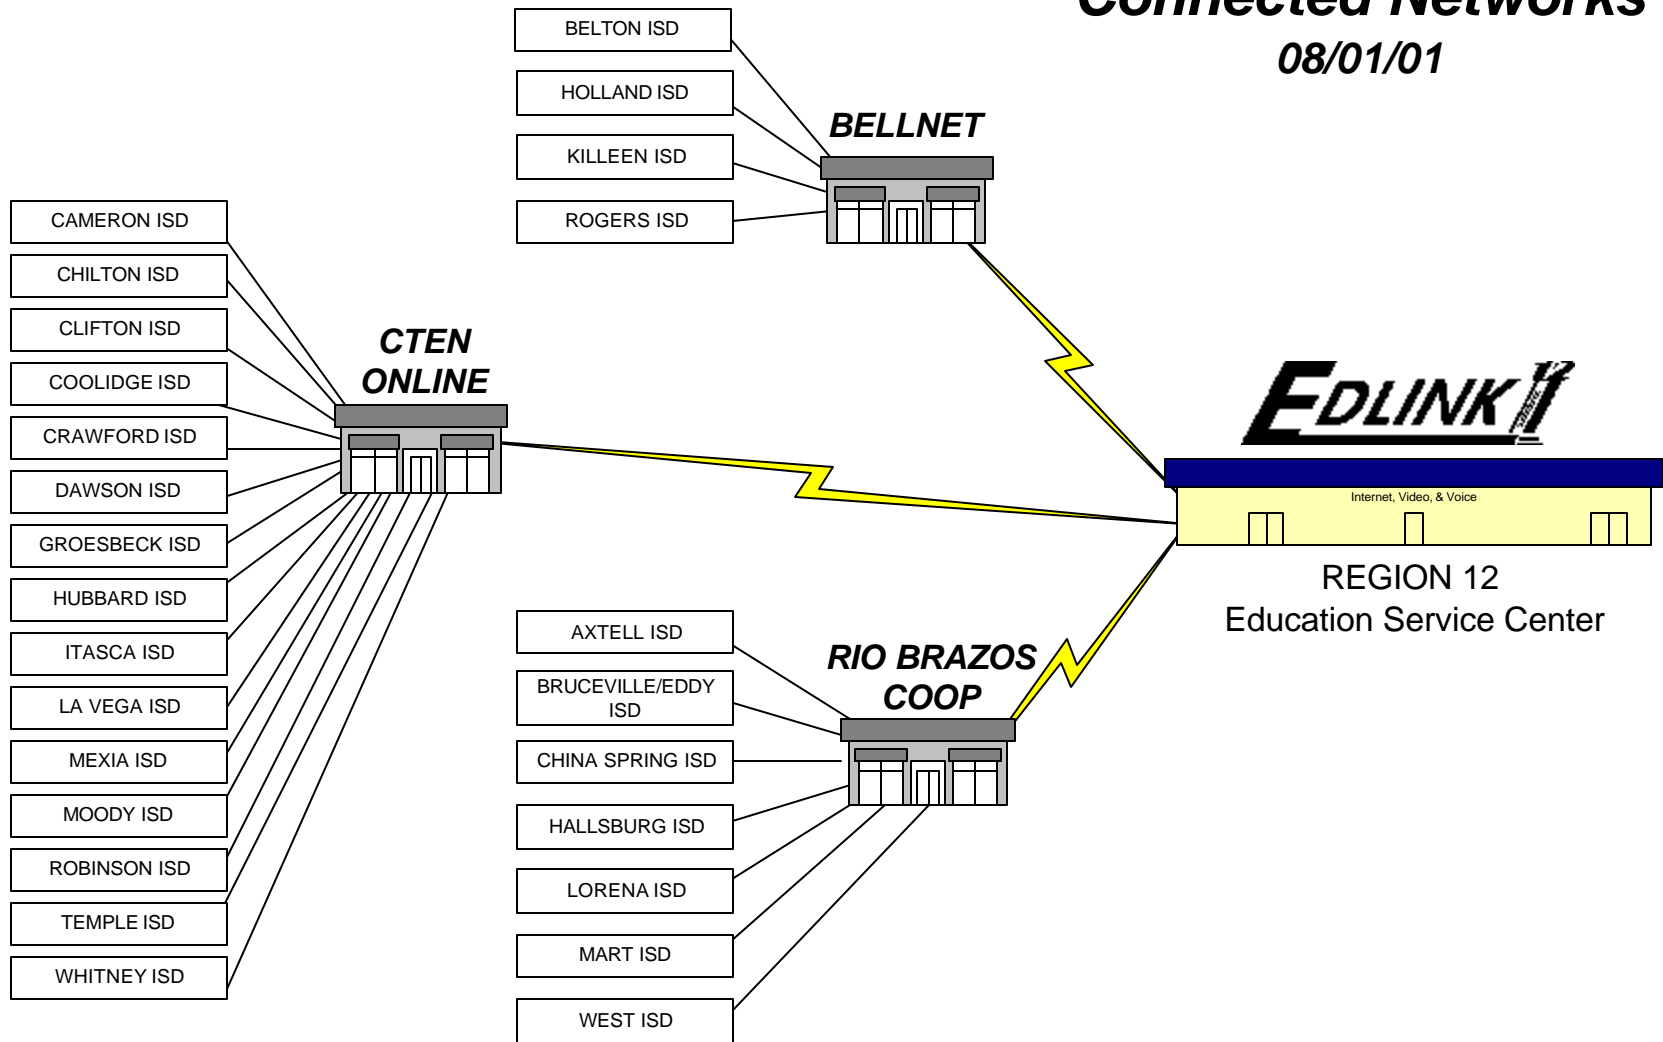 Connected Networks
08/01/01
BELTON ISD
HOLLAND ISD
KILLEEN ISD
ROGERS ISD
BELLNET
CAMERON ISD
CHILTON ISD
CLIFTON ISD
COOLIDGE ISD
CRAWFORD ISD
DAWSON ISD
GROESBECK ISD
HUBBARD ISD
ITASCA ISD
LA VEGA ISD
MEXIA ISD
MOODY ISD
ROBINSON ISD
TEMPLE ISD
WHITNEY ISD
CTEN
ONLINE
EDLINK12
Internet, Video, & Voice
REGION 12
Education Service Center
AXTELL ISD
BRUCEVILLE/EDDY
ISD
CHINA SPRING ISD
HALLSBURG ISD
LORENA ISD
MART ISD
WEST ISD
RIO BRAZOS
COOP